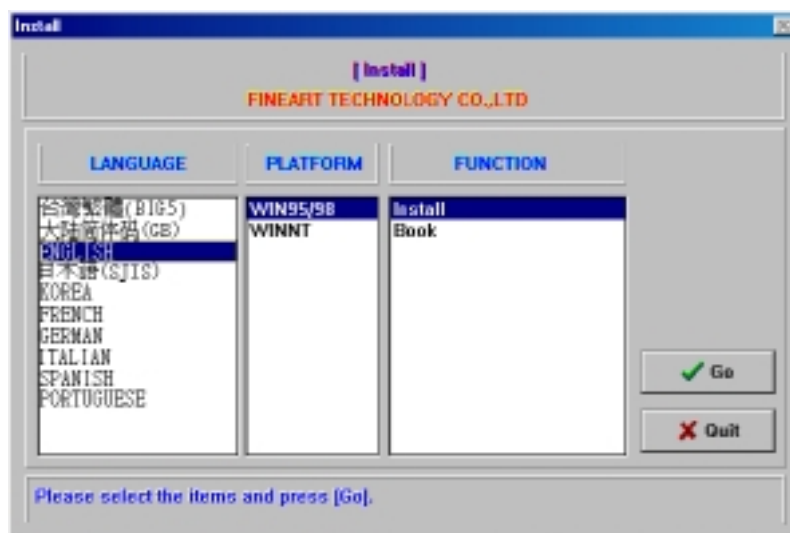 Install
[ Install ]
FINEART TECHNOLOGY CO.,LTD
LANGUAGE
PLATFORM
FUNCTION
台灣繁體(BIG5)
大陆简体码(GB)
ENGLISH
日本語(SJIS)
KOREA
FRENCH
GERMAN
ITALIAN
SPANISH
PORTUGUESE
WIN95/98
WINNT
Install
Book
Go
Quit
Please select the items and press [Go].